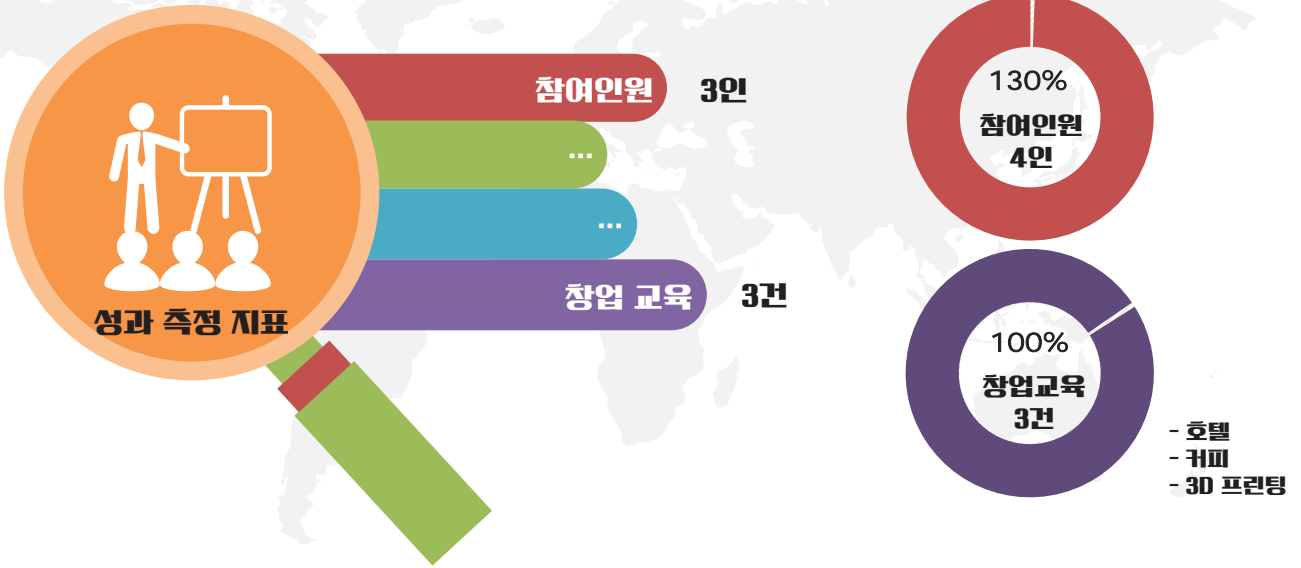 참여인원 3인
...
...
창업 교육 3건
성과 측정 지표
130%
참여인원
4인
100%
창업교육
3건
- 호텔
- 커피
- 3D 프린팅